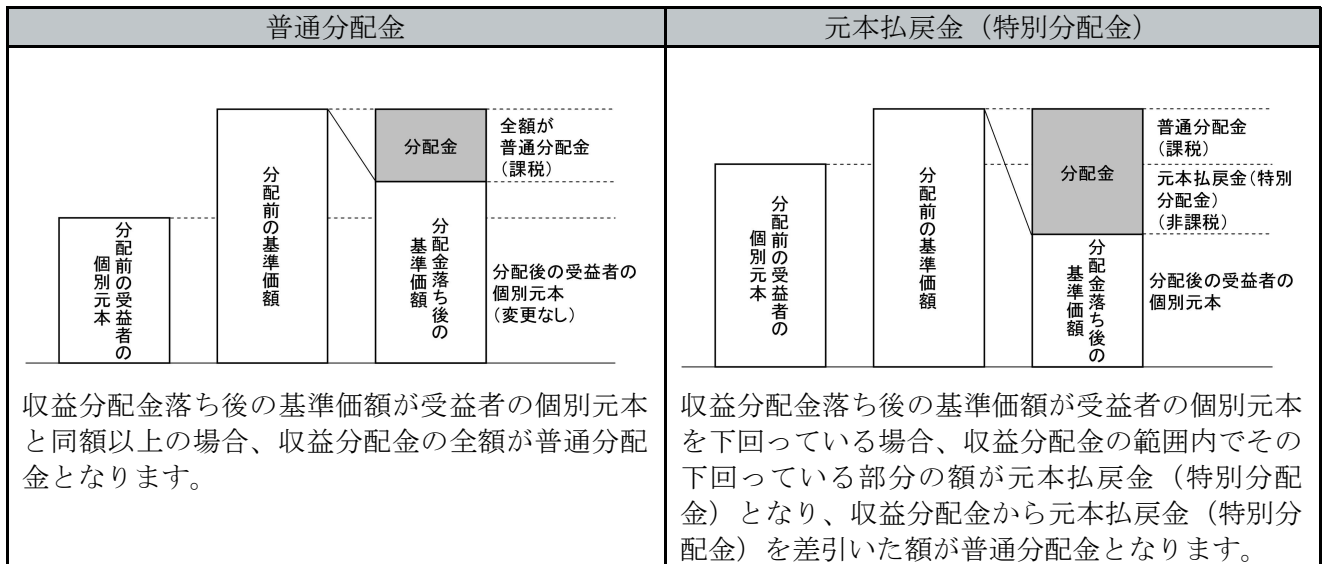 普通分配金
分配前の受益者の
個別元本
分配前の基準価額
分配金
分配金落ち後の
基準価額
全額が
普通分配金
(課税)
分配後の受益者の
個別元本
(変更なし)
収益分配金落ち後の基準価額が受益者の個別元本
と同額以上の場合、収益分配金の全額が普通分配
金となります。
元本払戻金（特別分配金）
分配前の受益者の
個別元本
分配前の基準価額
分配金
分配金落ち後の
基準価額
普通分配金
(課税)
元本払戻金(特別
分配金)
(非課税)
分配後の受益者の
個別元本
収益分配金落ち後の基準価額が受益者の個別元本
を下回っている場合、収益分配金の範囲内でその
下回っている部分の額が元本払戻金（特別分配
金）となり、収益分配金から元本払戻金（特別分
配金）を差引いた額が普通分配金となります。